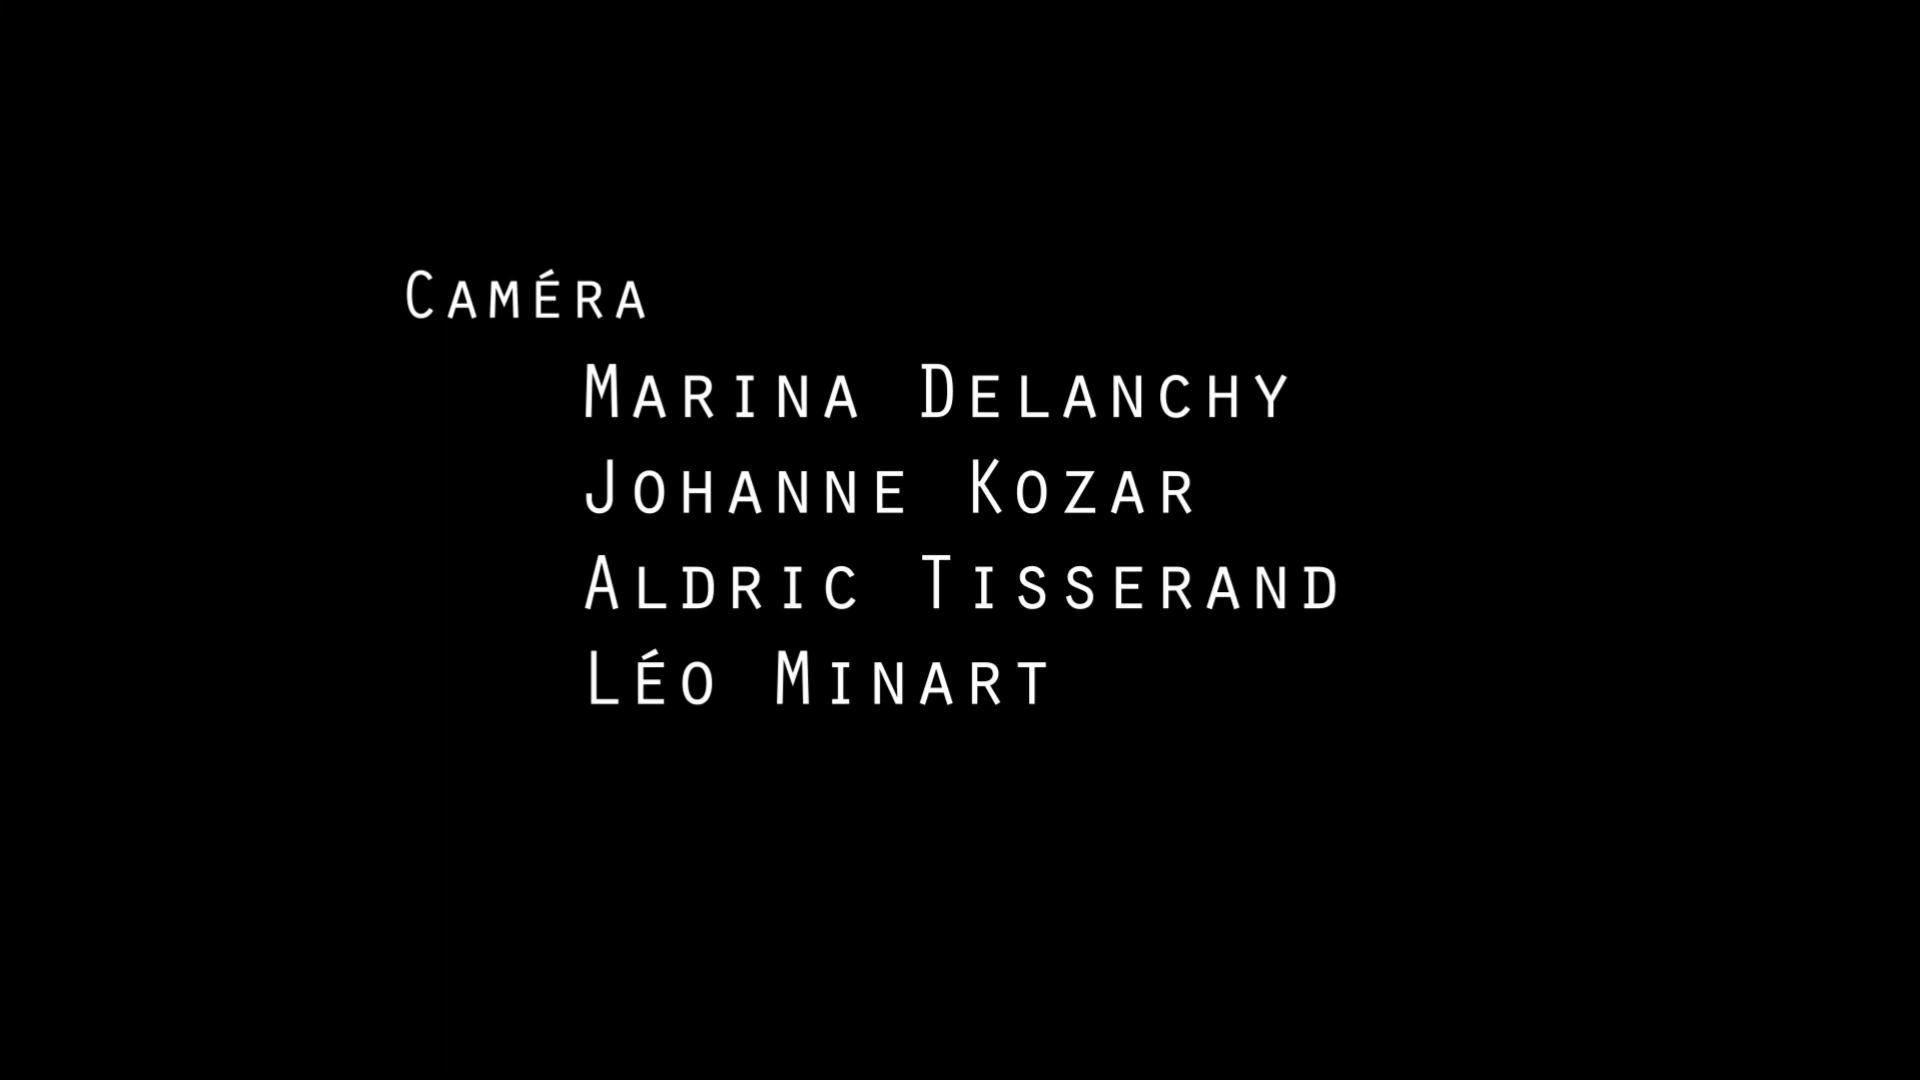 Caméra
Marina Delanchy
Johanne Kozar
Aldric Tisserand
Léo Minart